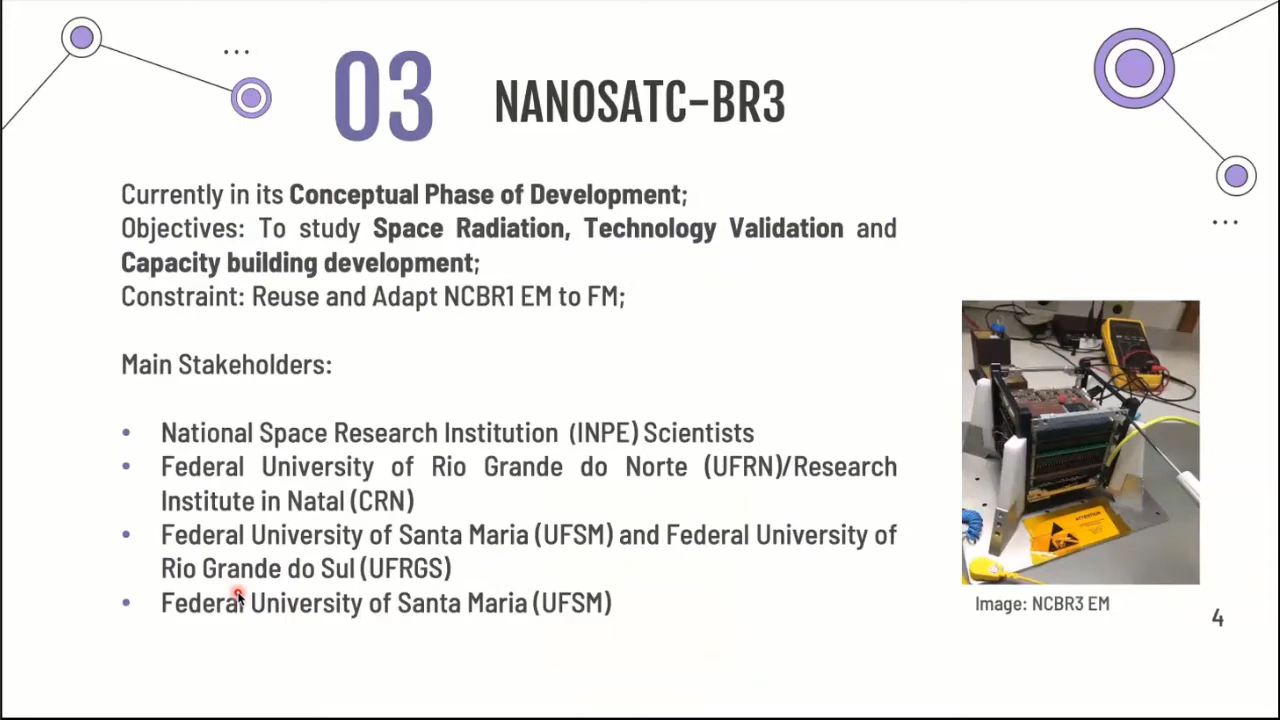 03
NANOSATC-BR3
Currently in its Conceptual Phase of Development;
Objectives: To study Space Radiation, Technology Validation and
Capacity building development;
Constraint: Reuse and Adapt NCBR1 EM to FM;
Main Stakeholders:
• National Space Research Institution (INPE) Scientists
• Federal University of Rio Grande do Norte (UFRN)/Research
Institute in Natal (CRN)
• Federal University of Santa Maria (UFSM) and Federal University of
Rio Grande do Sul (UFRGS)
• Federal University of Santa Maria (UFSM)
ATTENTION
Image: NCBR3 EM
4